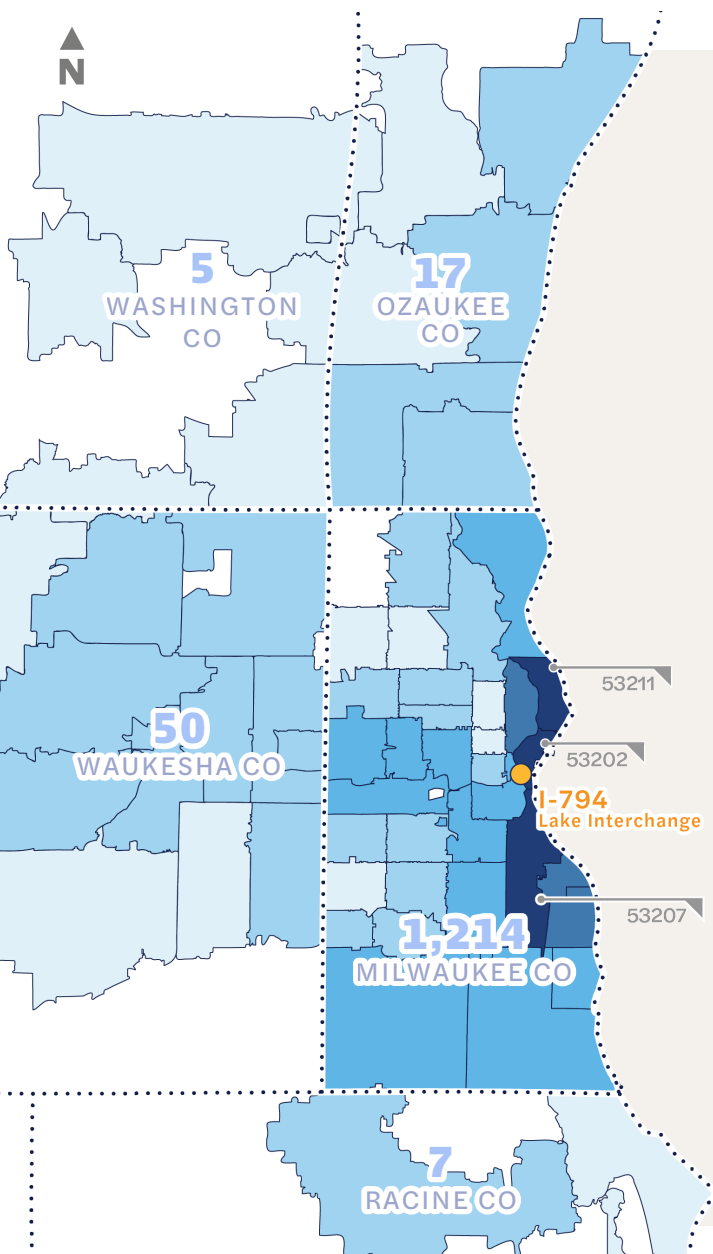 N
5
WASHINGTON
CO
17
OZAUKEE
CO
53211
50
WAUKESHA CO
53202
I-794
Lake Interchange
53207
1,214
MILWAUKEE CO
7
RACINE CO